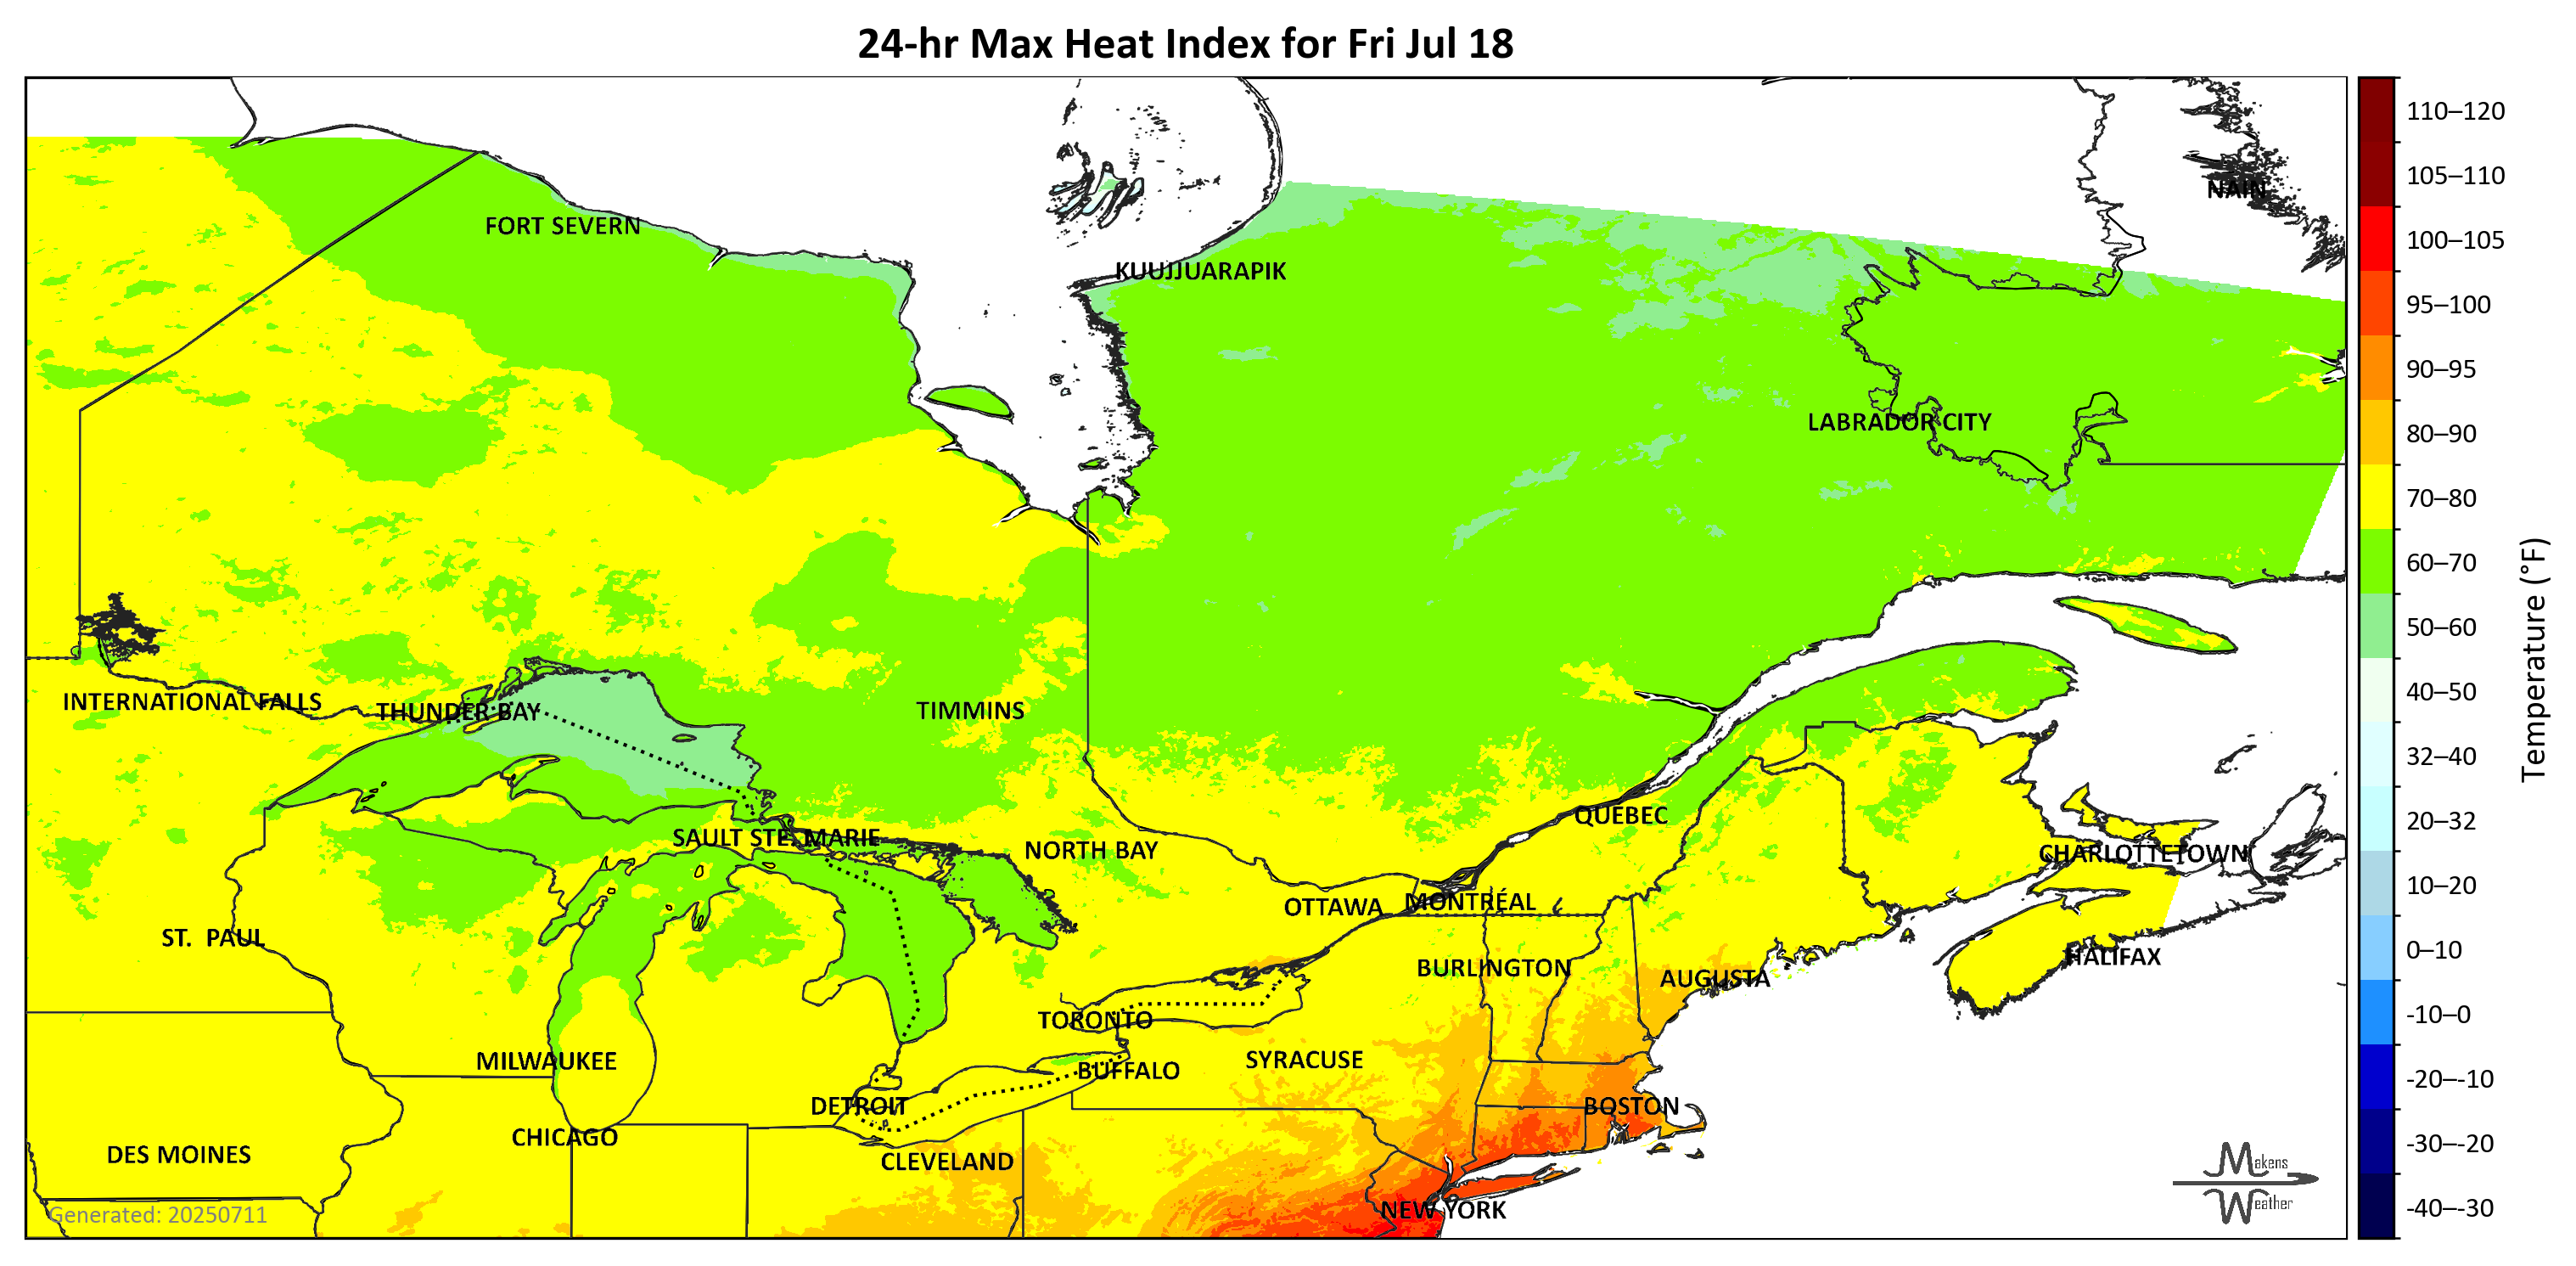 24-hr Max Heat Index for Fri Jul 18
NAIN
FORT SEVERN
KUUJJUARAPIK
LABRADOR CITY
INTERNATIONAL FALLS
THUNDER BAY
TIMMINS
QUÉBEC
SAULT STE. MARIE
NORTH BAY
CHARLOTTETOWN
OTTAWA
MONTRÉAL
ST. PAUL
HALIFAX
BURLINGTON
AUGUSTA
TORONTO
MILWAUKEE
SYRACUSE
BUFFALO
DETROIT
BOSTON
CHICAGO
DES MOINES
CLEVELAND
NEW YORK
Generated: 20250711
Makens
Weather
110–120
105–110
100–105
95–100
90–95
80–90
70–80
60–70
50–60
40–50
32–40
20–32
10–20
0–10
-10–0
-20–-10
-30–-20
-40–-30
Temperature (°F)